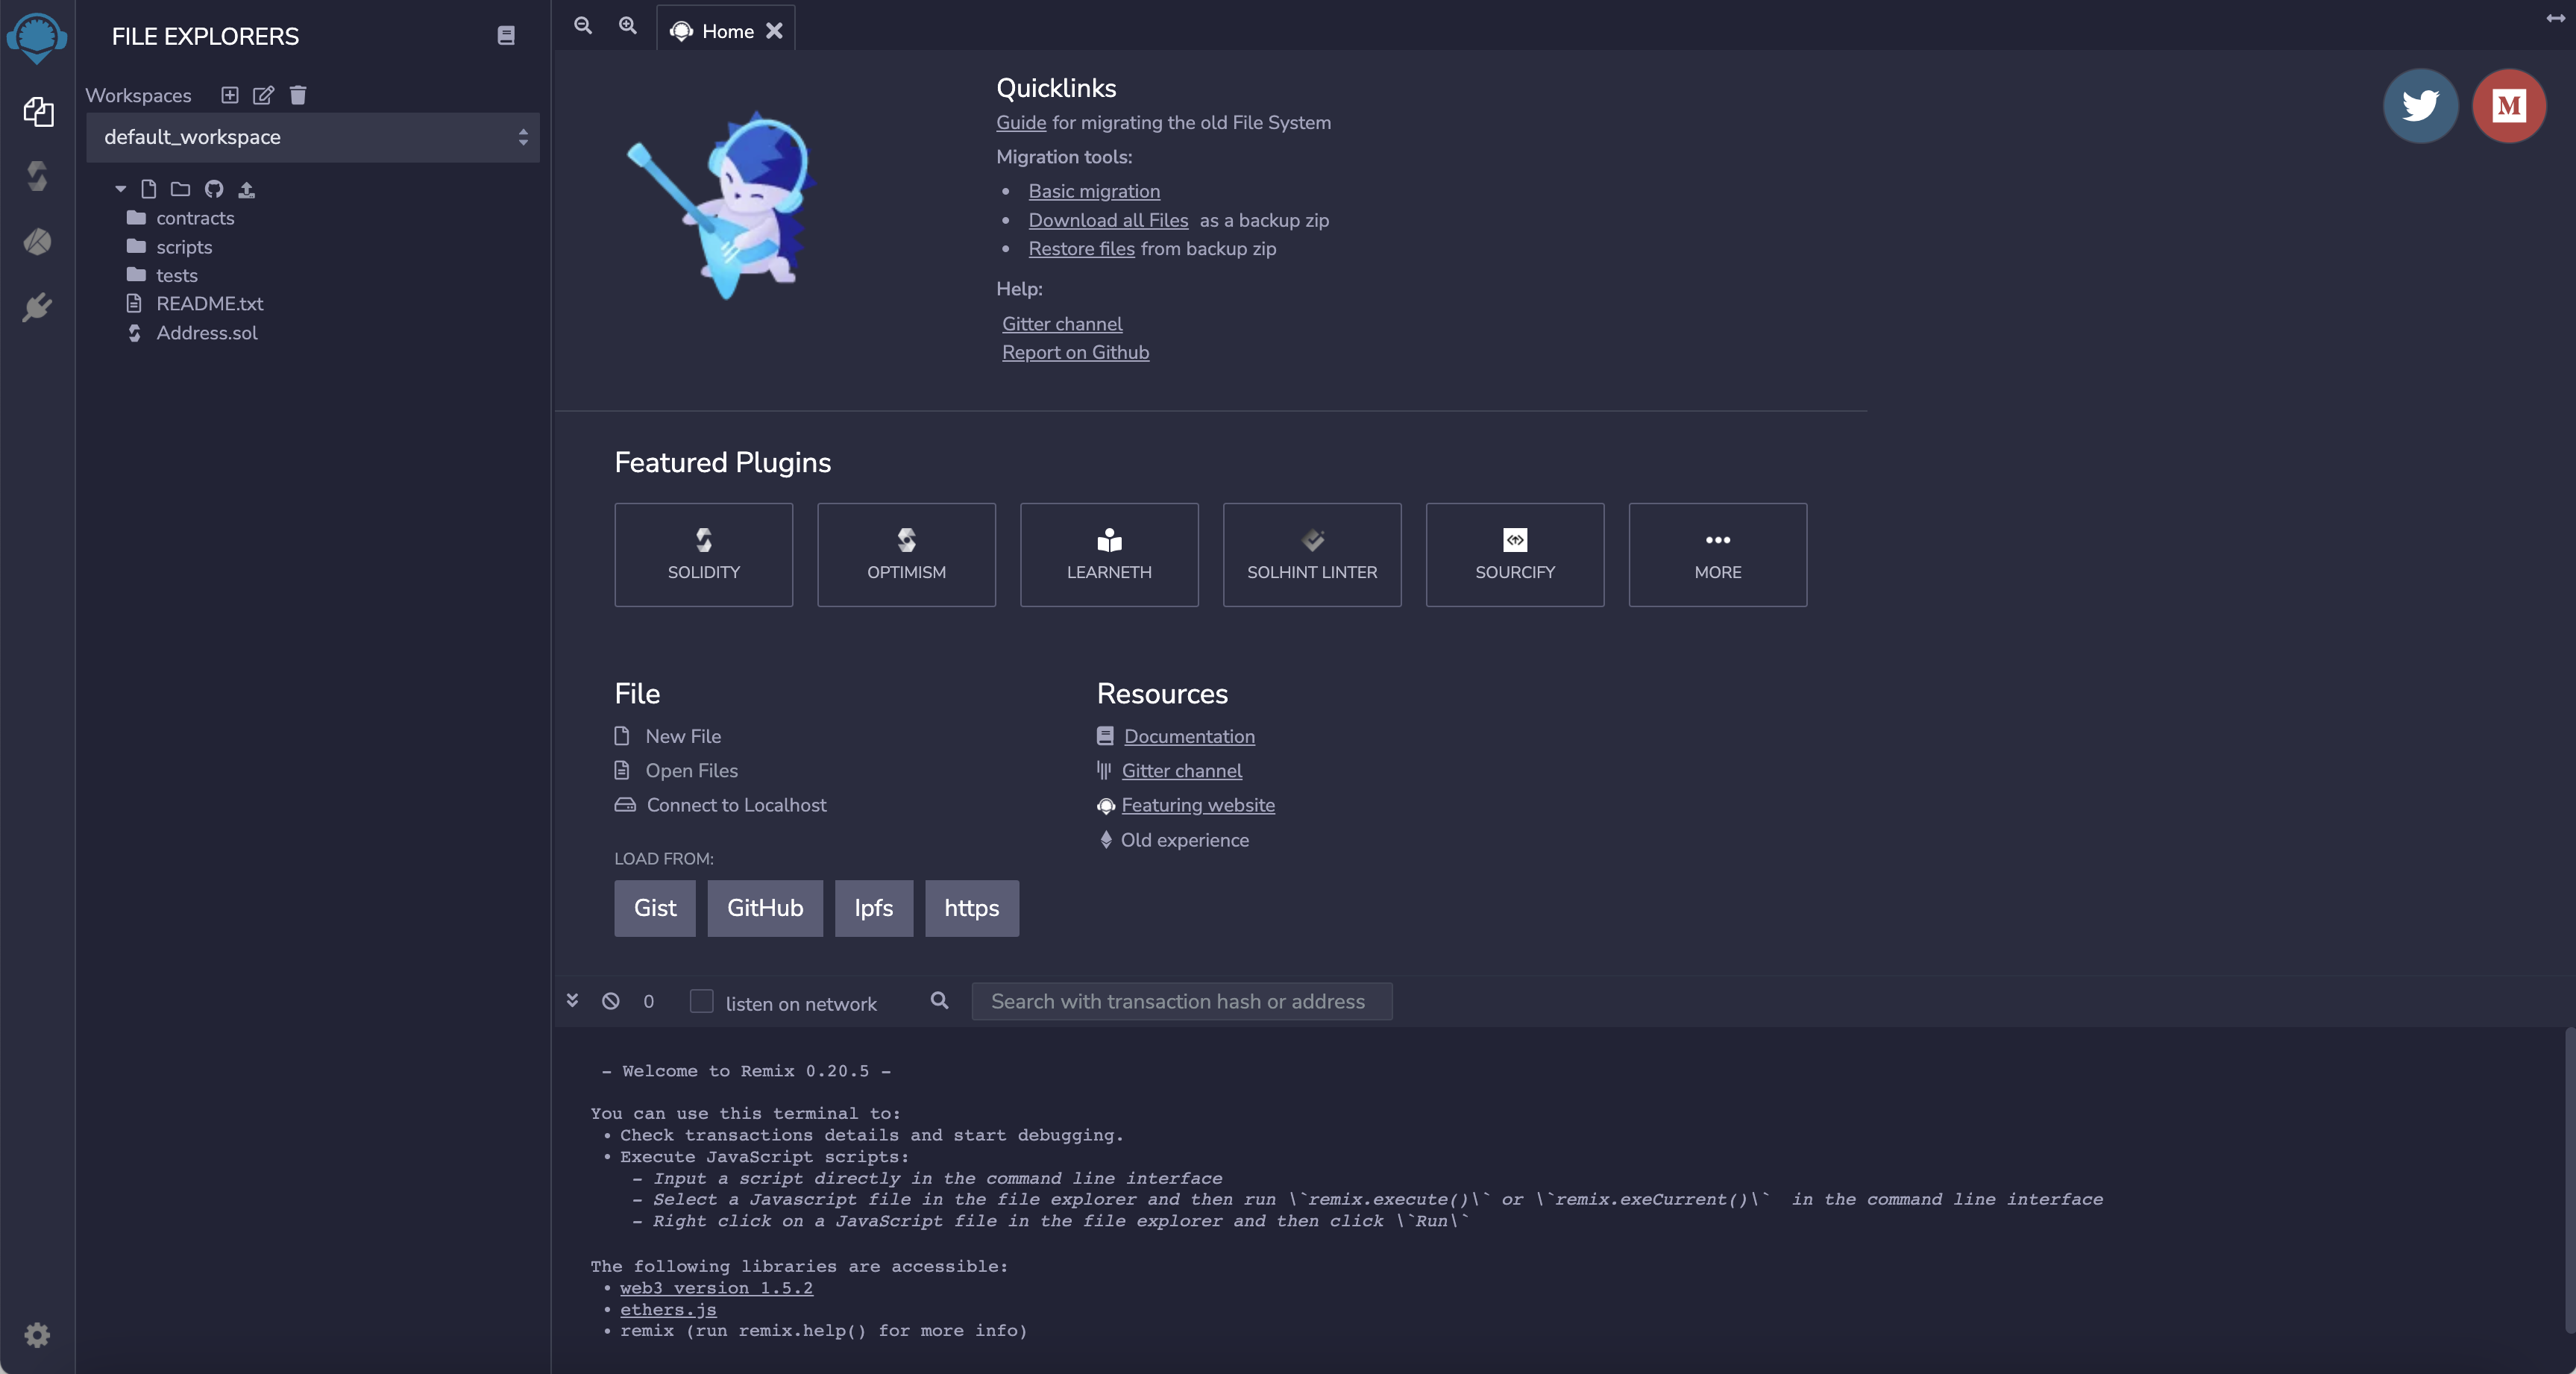 FILE EXPLORERS
Workspaces
default_workspace
contracts
scripts
tests
README.txt
Address.sol
Home
Quicklinks
Guide for migrating the old File System
Migration tools:
• Basic migration
• Download all Files as a backup zip
• Restore files from backup zip
Help:
Gitter channel
Report on Github
M
Featured Plugins
SOLIDITY
OPTIMISM
LEARNETH
SOLHINT LINTER
SOURCIFY
MORE
File
New File
Open Files
Connect to Localhost
LOAD FROM:
Gist
GitHub
Ipfs
https
Resources
Documentation
Gitter channel
Featuring website
Old experience
0
listen on network
Search with transaction hash or address
- Welcome to Remix 0.20.5 -
You can use this terminal to:
• Check transactions details and start debugging.
• Execute JavaScript scripts:
- Input a script directly in the command line interface
- Select a Javascript file in the file explorer and then run \`remix.execute()\` or \`remix.exeCurrent()\` in the command line interface
- Right click on a JavaScript file in the file explorer and then click \`Run\`
The following libraries are accessible:
• web3 version 1.5.2
• ethers.js
• remix (run remix.help() for more info)